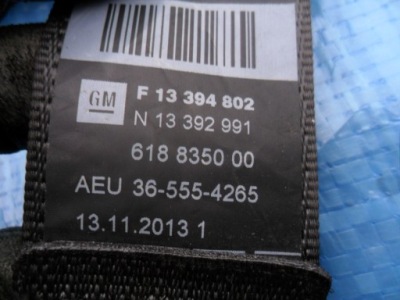 GM F 13 394 802
N 13 392 991
618 8350 00
AEU 36-555-4265
13.11.2013 1